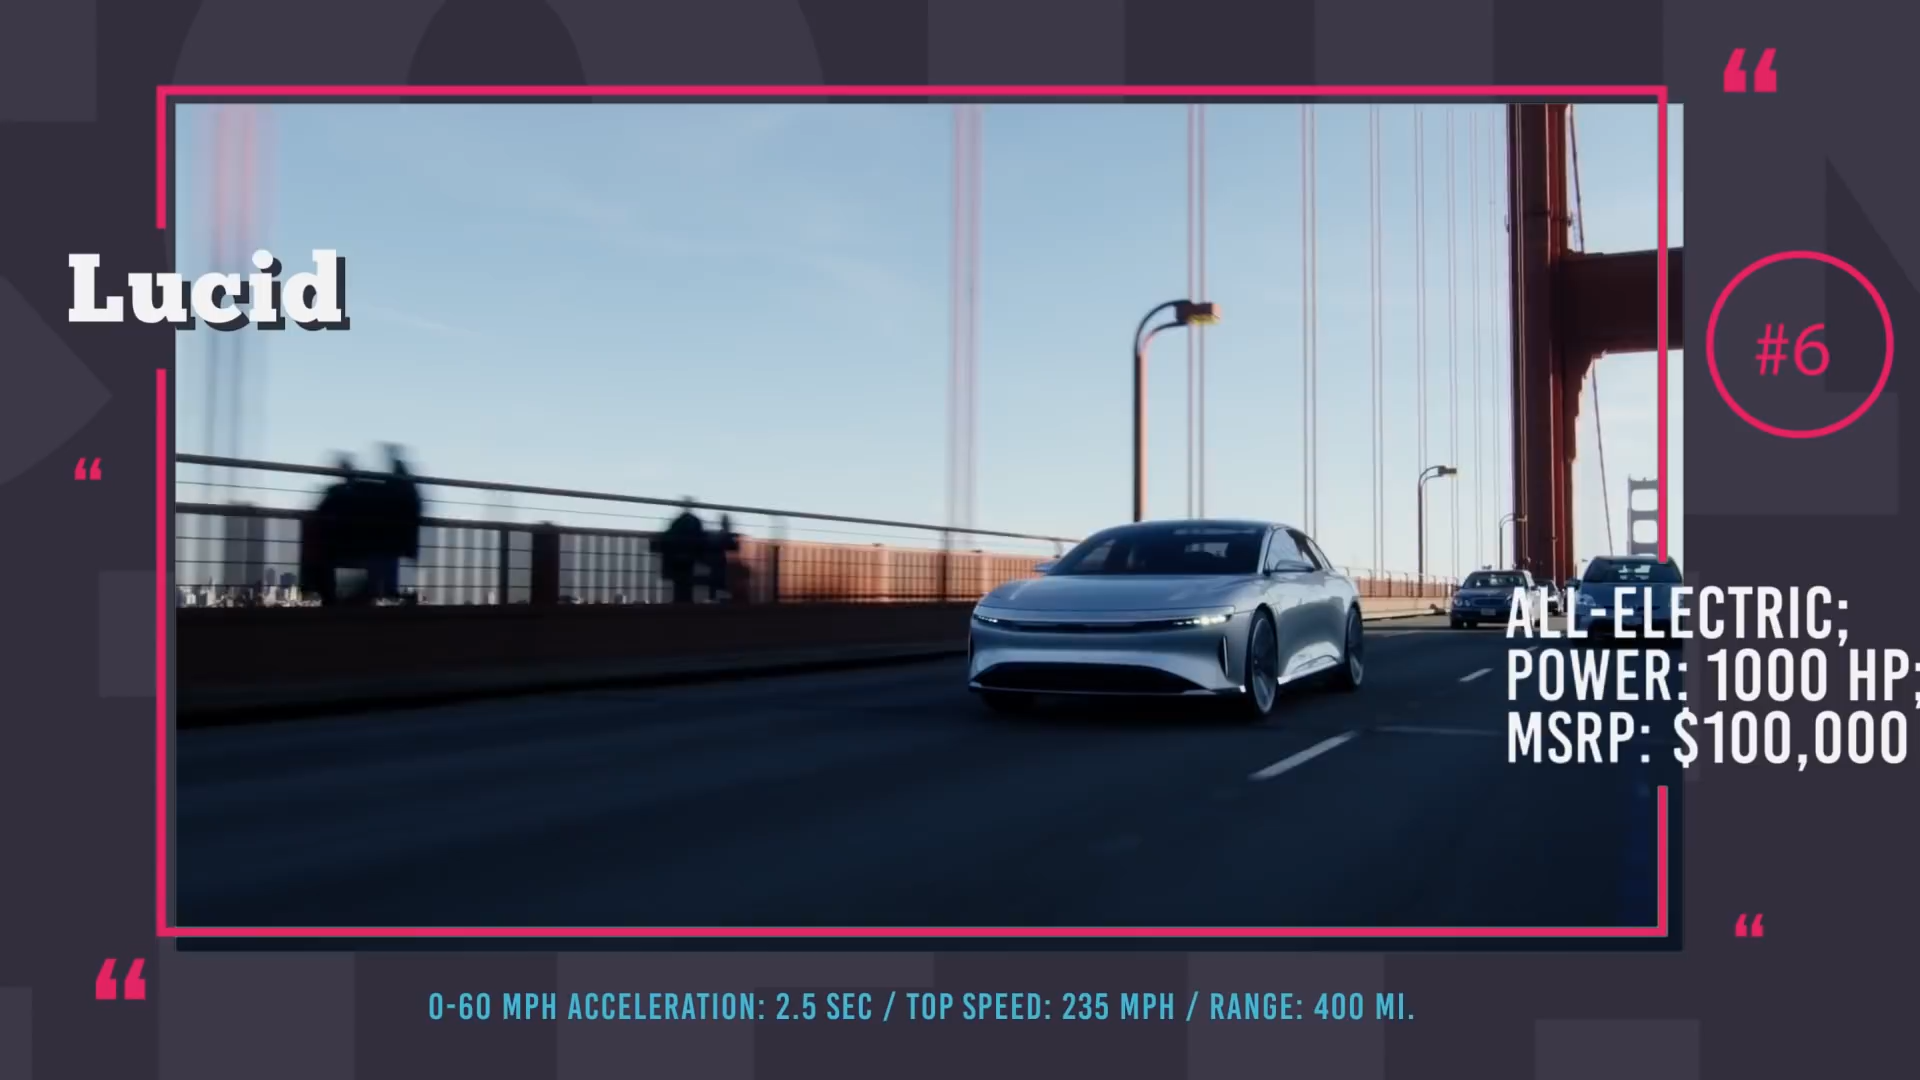 Lucid
#6
ALL-ELECTRIC;
POWER: 1000 HP;
MSRP: $100,000
0-60 MPH ACCELERATION: 2.5 SEC / TOP SPEED: 235 MPH / RANGE: 400 MI.